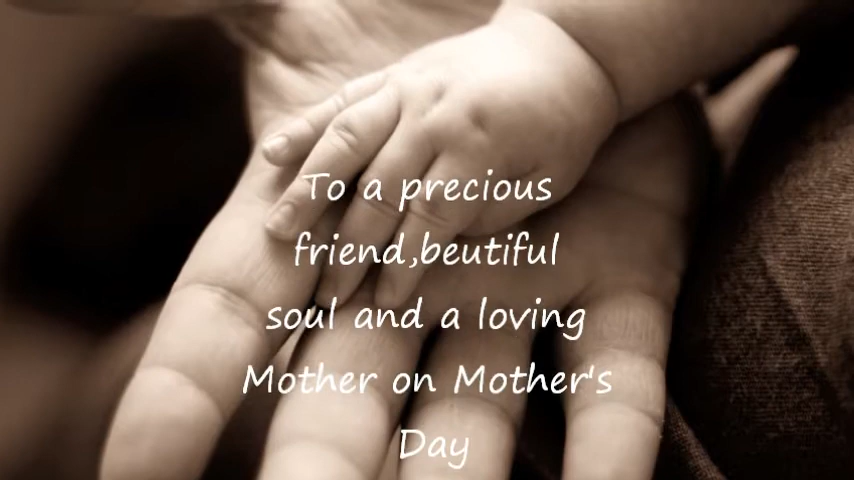 To a precious
friend,beutiful
soul and a loving
Mother on Mother's
Day